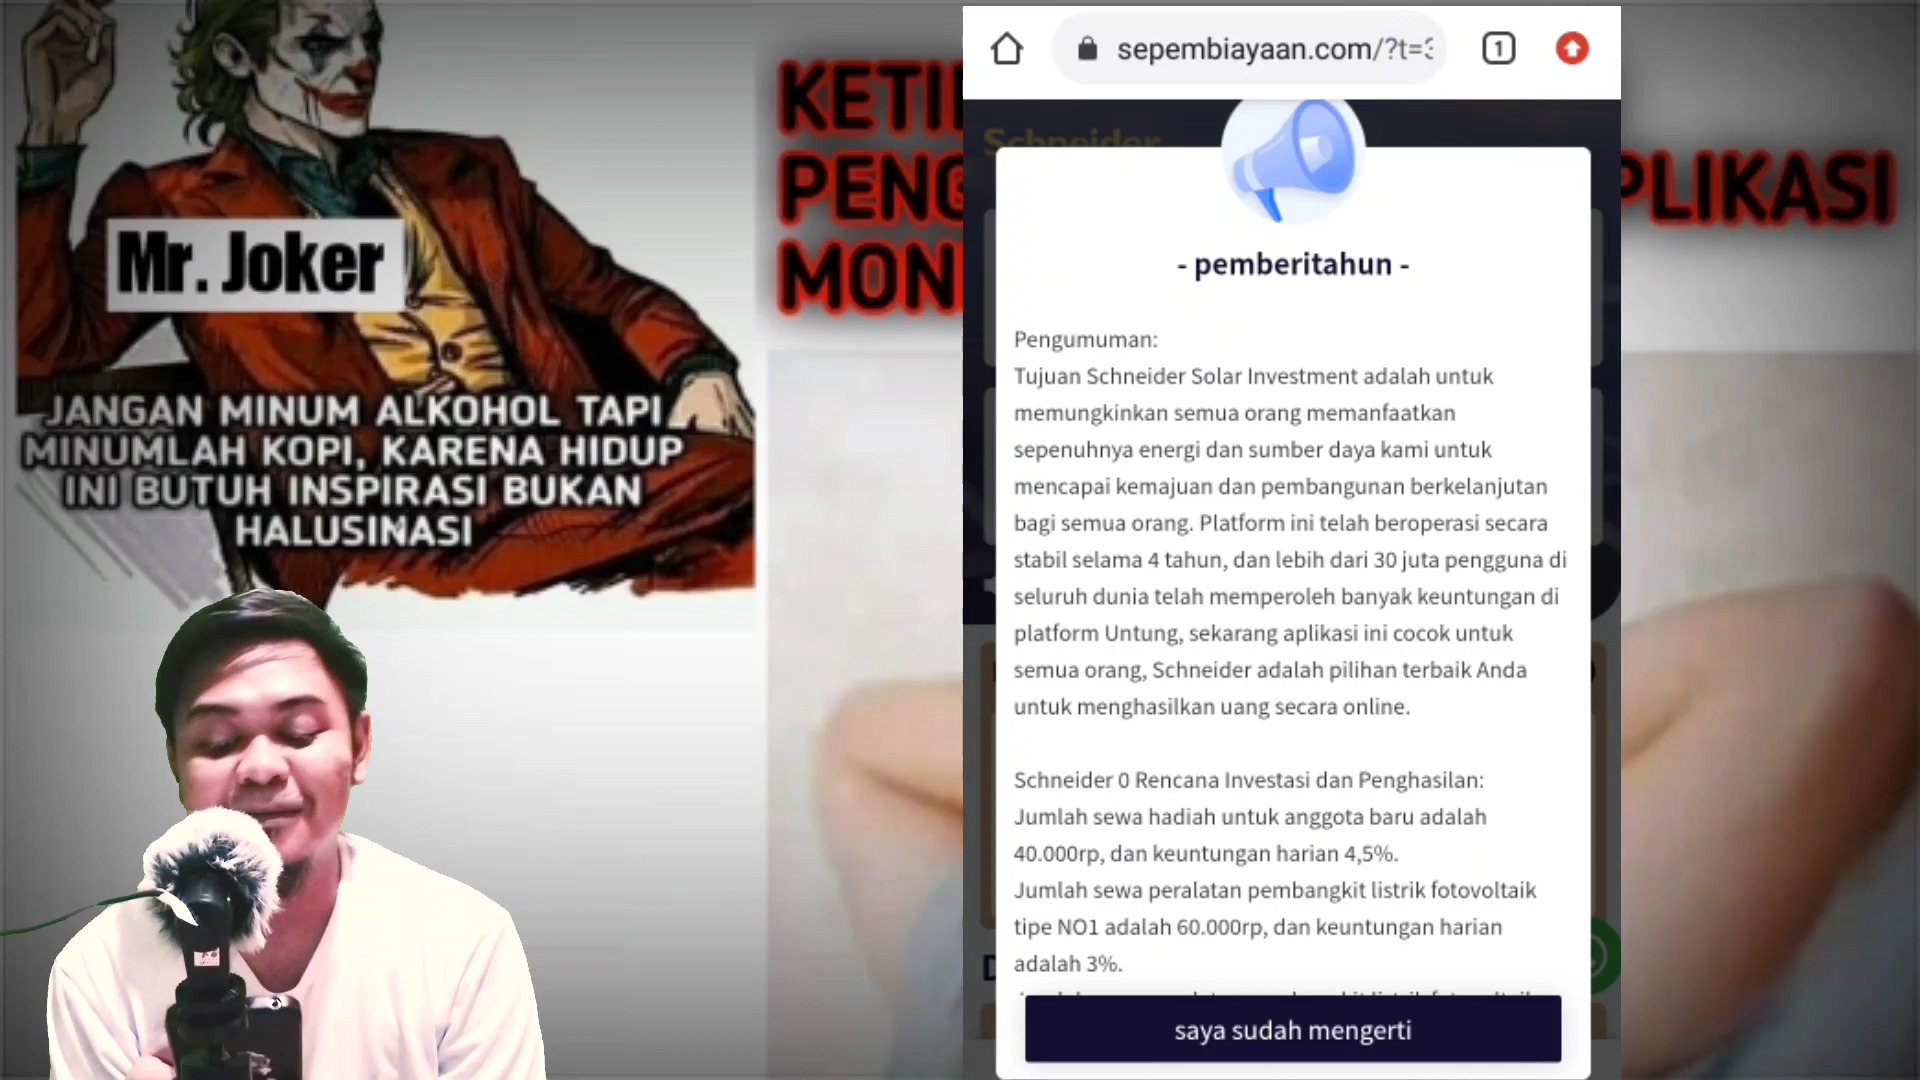 Mr. Joker
JANGAN MINUM ALKOHOL TAPI
MINUMLAH KOPI, KARENA HIDUP
INI BUTUH INSPIRASI BUKAN
HALUSINASI
PLIKASI
MON
sepembiayaan.com/?t=
1
Schneider
- pemberitahun -
Pengumuman:
Tujuan Schneider Solar Investment adalah untuk
memungkinkan semua orang memanfaatkan
sepenuhnya energi dan sumber daya kami untuk
mencapai kemajuan dan pembangunan berkelanjutan
bagi semua orang. Platform ini telah beroperasi secara
stabil selama 4 tahun, dan lebih dari 30 juta pengguna di
seluruh dunia telah memperoleh banyak keuntungan di
platform Untung, sekarang aplikasi ini cocok untuk
semua orang, Schneider adalah pilihan terbaik Anda
untuk menghasilkan uang secara online.
Schneider 0 Rencana Investasi dan Penghasilan:
Jumlah sewa hadiah untuk anggota baru adalah
40.000rp, dan keuntungan harian 4,5%.
Jumlah sewa peralatan pembangkit listrik fotovoltaik
tipe NO1 adalah 60.000rp, dan keuntungan harian
adalah 3%.
saya sudah mengerti